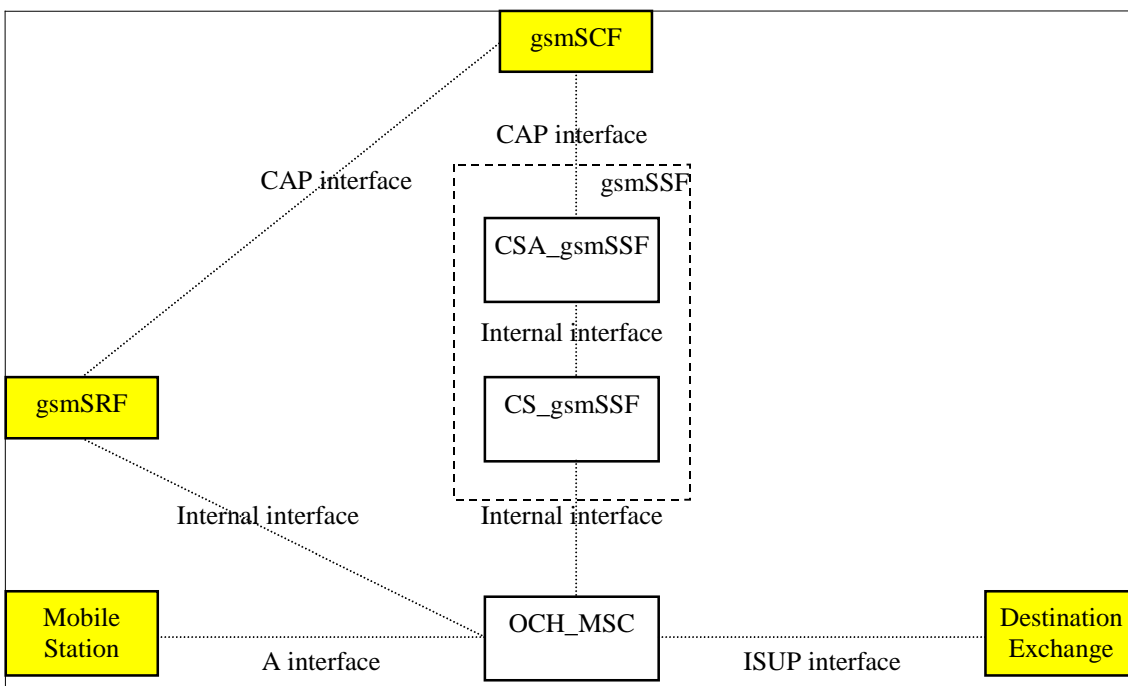 gsmSCF
CAP interface
CAP interface
gsmSSF
CSA_gsmSSF
Internal interface
gsmSRF
CS_gsmSSF
Internal interface
Internal interface
Mobile
Station
OCH_MSC
Destination
Exchange
A interface
ISUP interface